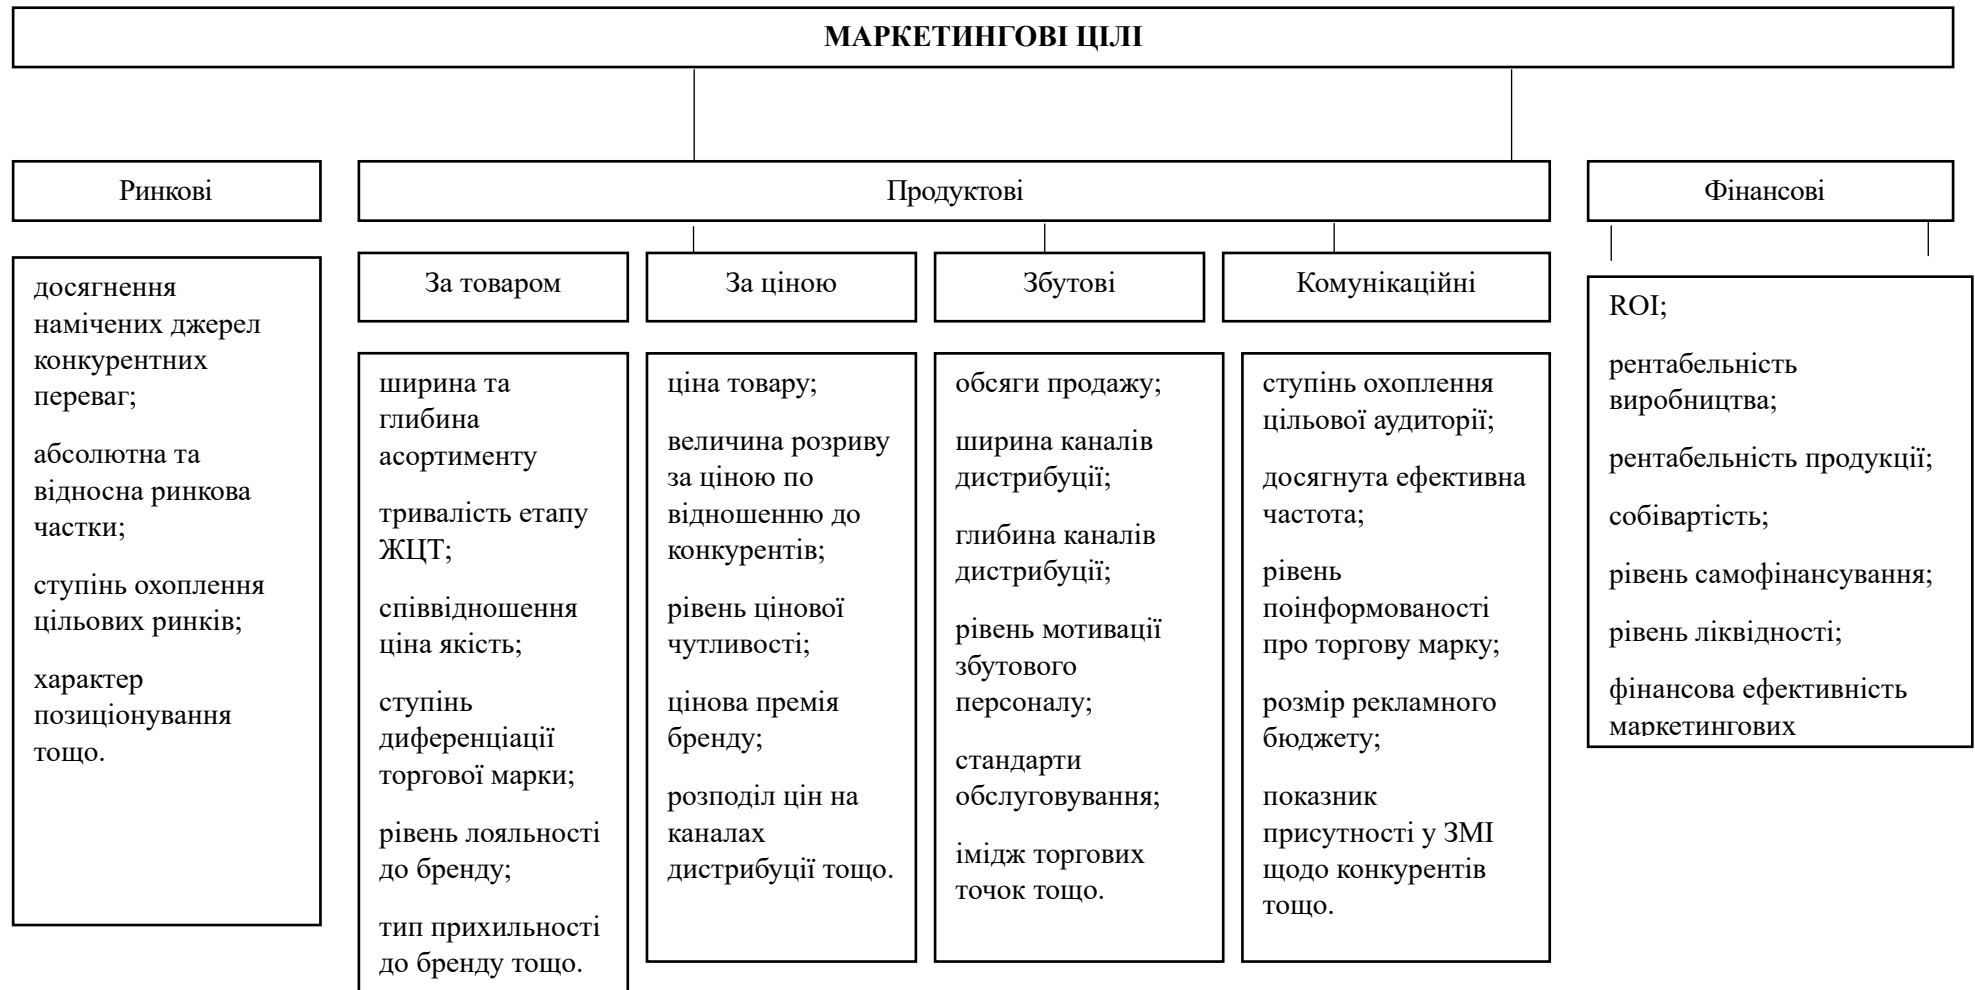 МАРКЕТИНГОВІ ЦІЛІ
Ринкові
Продуктові
Фінансові
досягнення
намічених джерел
конкурентних
переваг;
абсолютна та
відносна ринкова
частки;
ступінь охоплення
цільових ринків;
характер
позиціонування
тощо.
За товаром
ширина та
глибина
асортименту
тривалість етапу
ЖЦТ;
співвідношення
ціна якість;
ступінь
диференціації
торгової марки;
рівень лояльності
до бренду;
тип прихильності
до бренду тощо.
За ціною
ціна товару;
величина розриву
за ціною по
відношенню до
конкурентів;
рівень цінової
чутливості;
цінова премія
бренду;
розподіл цін на
каналах
дистрибуції тощо.
Збутові
обсяги продажу;
ширина каналів
дистрибуції;
глибина каналів
дистрибуції;
рівень мотивації
збутового
персоналу;
стандарти
обслуговування;
імідж торгових
точок тощо.
Комунікаційні
ступінь охоплення
цільової аудиторії;
досягнута ефективна
частота;
рівень
поінформованості
про торгову марку;
розмір рекламного
бюджету;
показник
присутності у ЗМІ
щодо конкурентів
тощо.
ROI;
рентабельність
виробництва;
рентабельність продукції;
собівартість;
рівень самофінансування;
рівень ліквідності;
фінансова ефективність
маркетингових